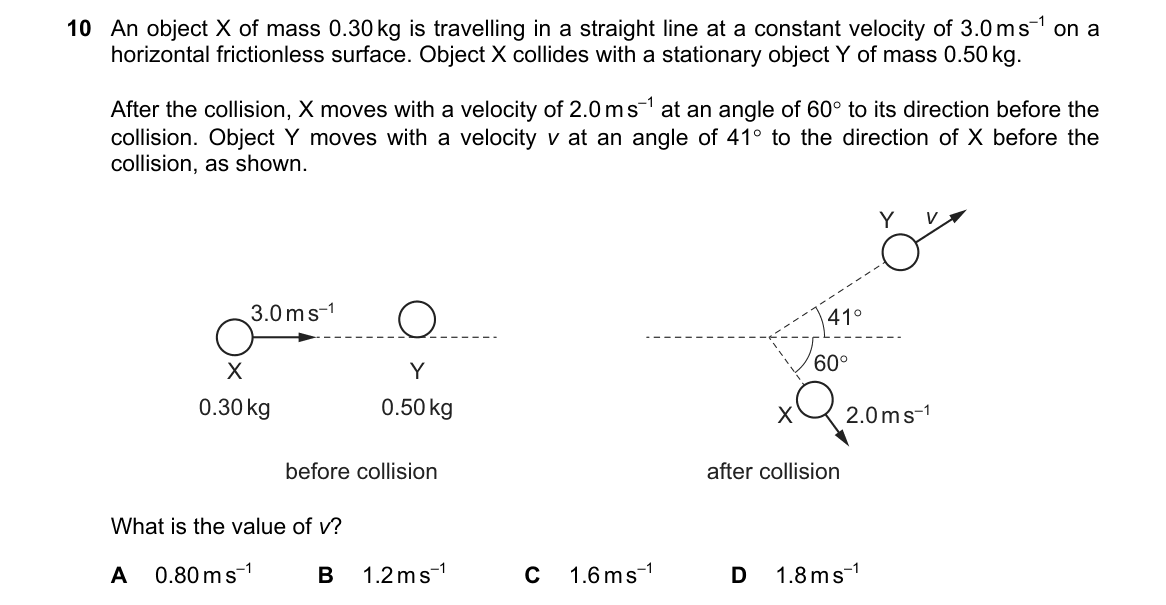 10 An object X of mass 0.30 kg is travelling in a straight line at a constant velocity of 3.0 m s⁻¹ on a
horizontal frictionless surface. Object X collides with a stationary object Y of mass 0.50 kg.
After the collision, X moves with a velocity of 2.0 m s⁻¹ at an angle of 60° to its direction before the
collision. Object Y moves with a velocity v at an angle of 41° to the direction of X before the
collision, as shown.
3.0 m s⁻¹
X
Y
0.30 kg
0.50 kg
before collision
Y v
41°
60°
X
2.0 m s⁻¹
after collision
What is the value of v?
A 0.80 m s⁻¹ B 1.2 m s⁻¹ C 1.6 m s⁻¹ D 1.8 m s⁻¹